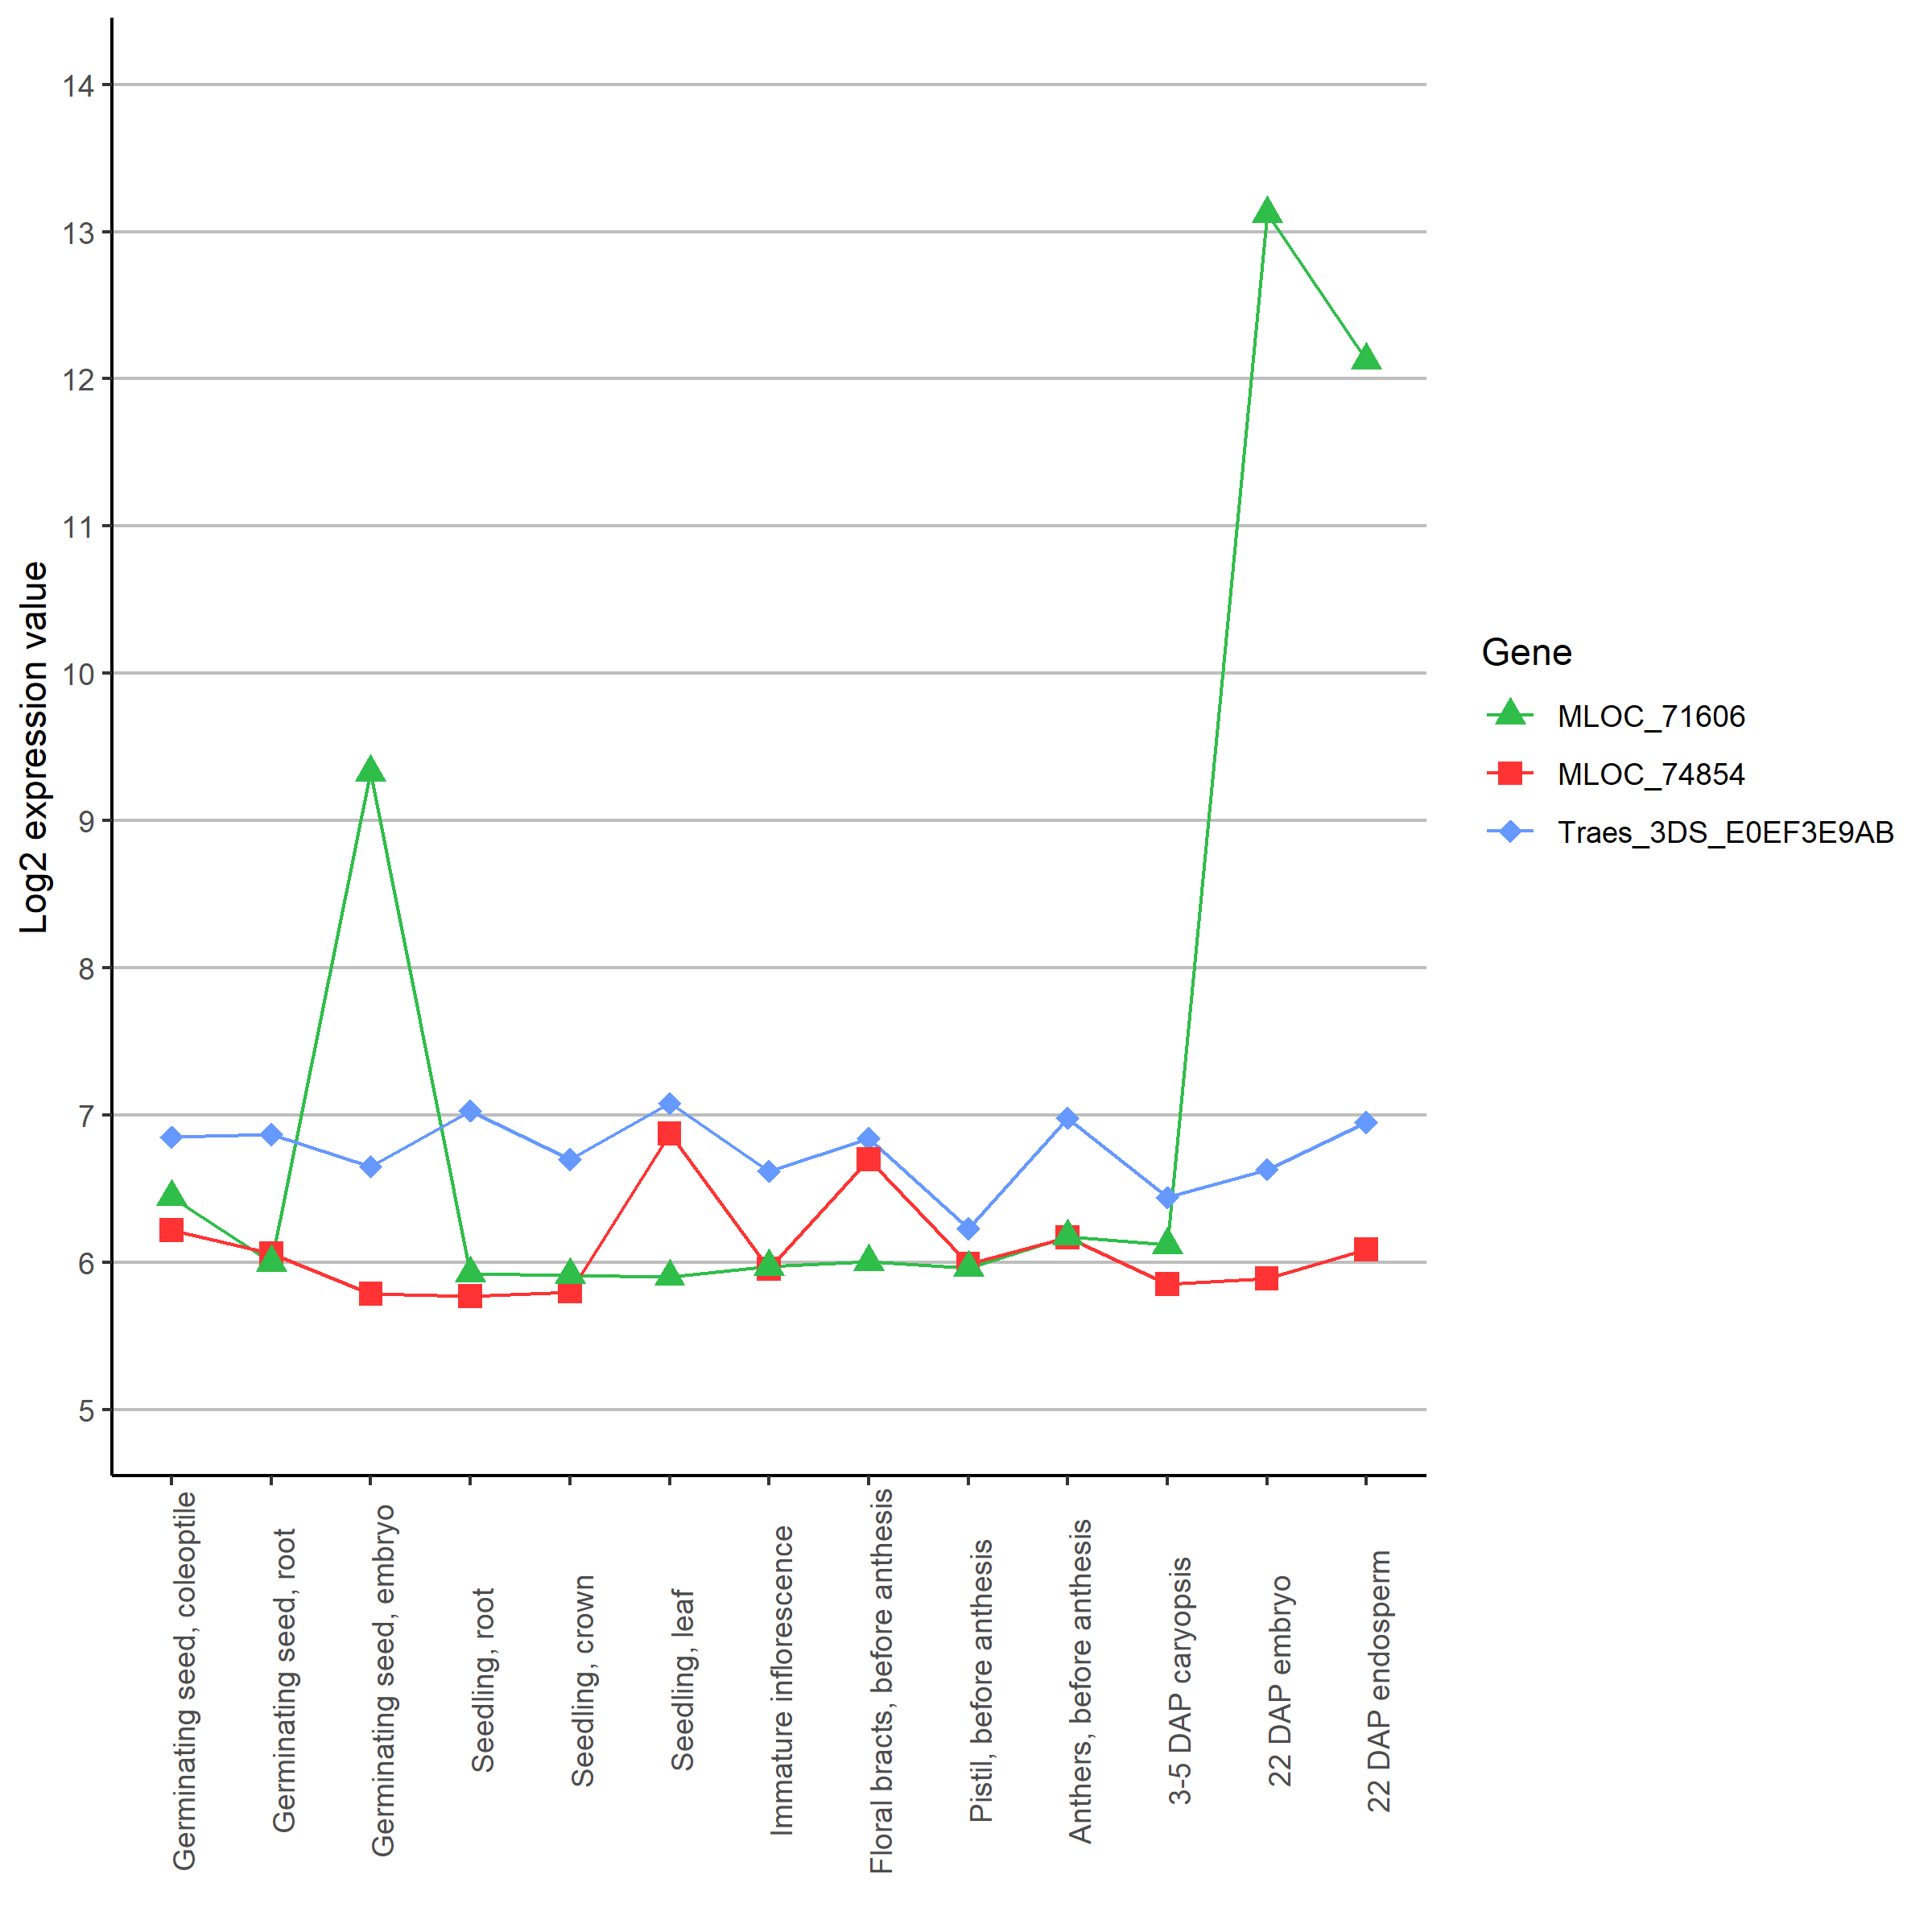 Log2 expression value
14
13
12
11
10
9
8
7
6
5
Germinating seed, coleoptile
Germinating seed, root
Germinating seed, embryo
Seedling, root
Seedling, crown
Seedling, leaf
Immature inflorescence
Floral bracts, before anthesis
Pistil, before anthesis
Anthers, before anthesis
3-5 DAP caryopsis
22 DAP embryo
22 DAP endosperm
Gene
MLOC_71606
MLOC_74854
Traes_3DS_E0EF3E9AB